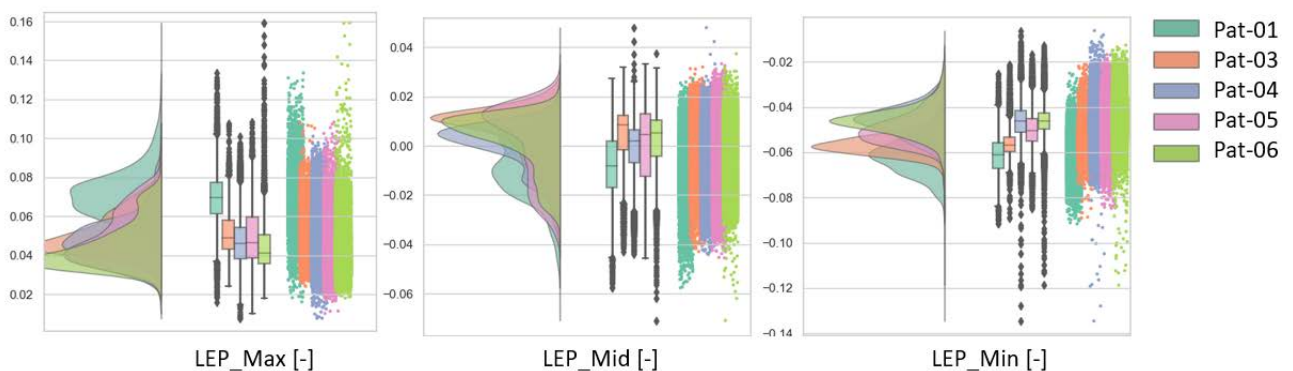 0.16
0.14
0.12
0.10
0.08
0.06
0.04
0.02
LEP_Max [-]
0.04
0.02
0.00
−0.02
−0.04
−0.06
LEP_Mid [-]
−0.02
−0.04
−0.06
−0.08
−0.10
−0.12
−0.14
LEP_Min [-]
Pat-01
Pat-03
Pat-04
Pat-05
Pat-06